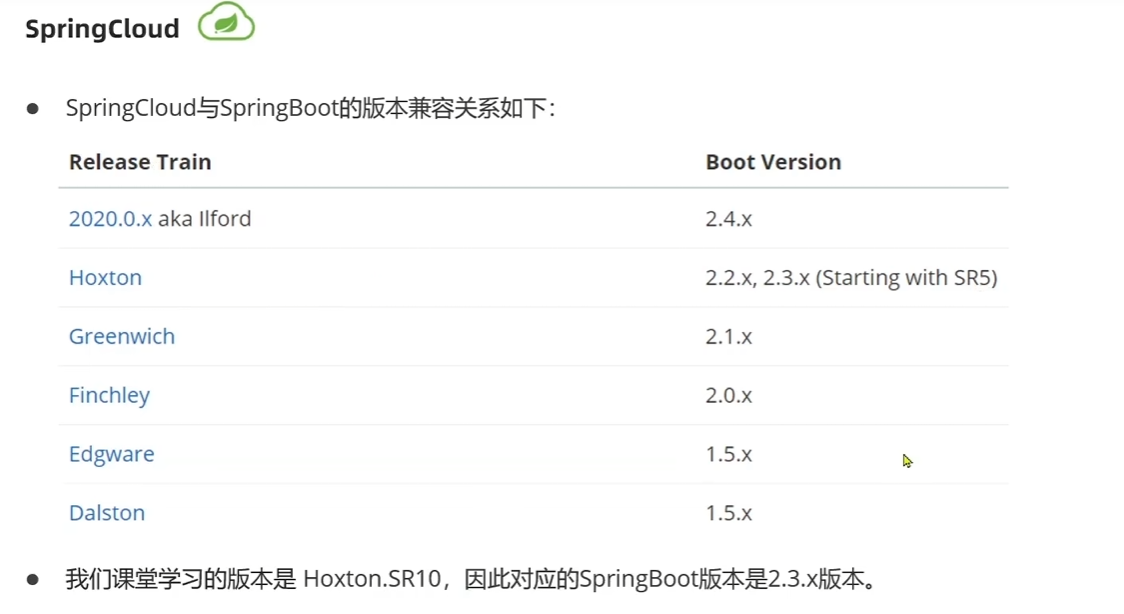 SpringCloud
● SpringCloud与SpringBoot的版本兼容关系如下：
Release Train Boot Version
2020.0.x aka Ilford 2.4.x
Hoxton 2.2.x, 2.3.x (Starting with SR5)
Greenwich 2.1.x
Finchley 2.0.x
Edgware 1.5.x
Dalston 1.5.x
● 我们课堂学习的版本是 Hoxton.SR10，因此对应的SpringBoot版本是2.3.x版本。